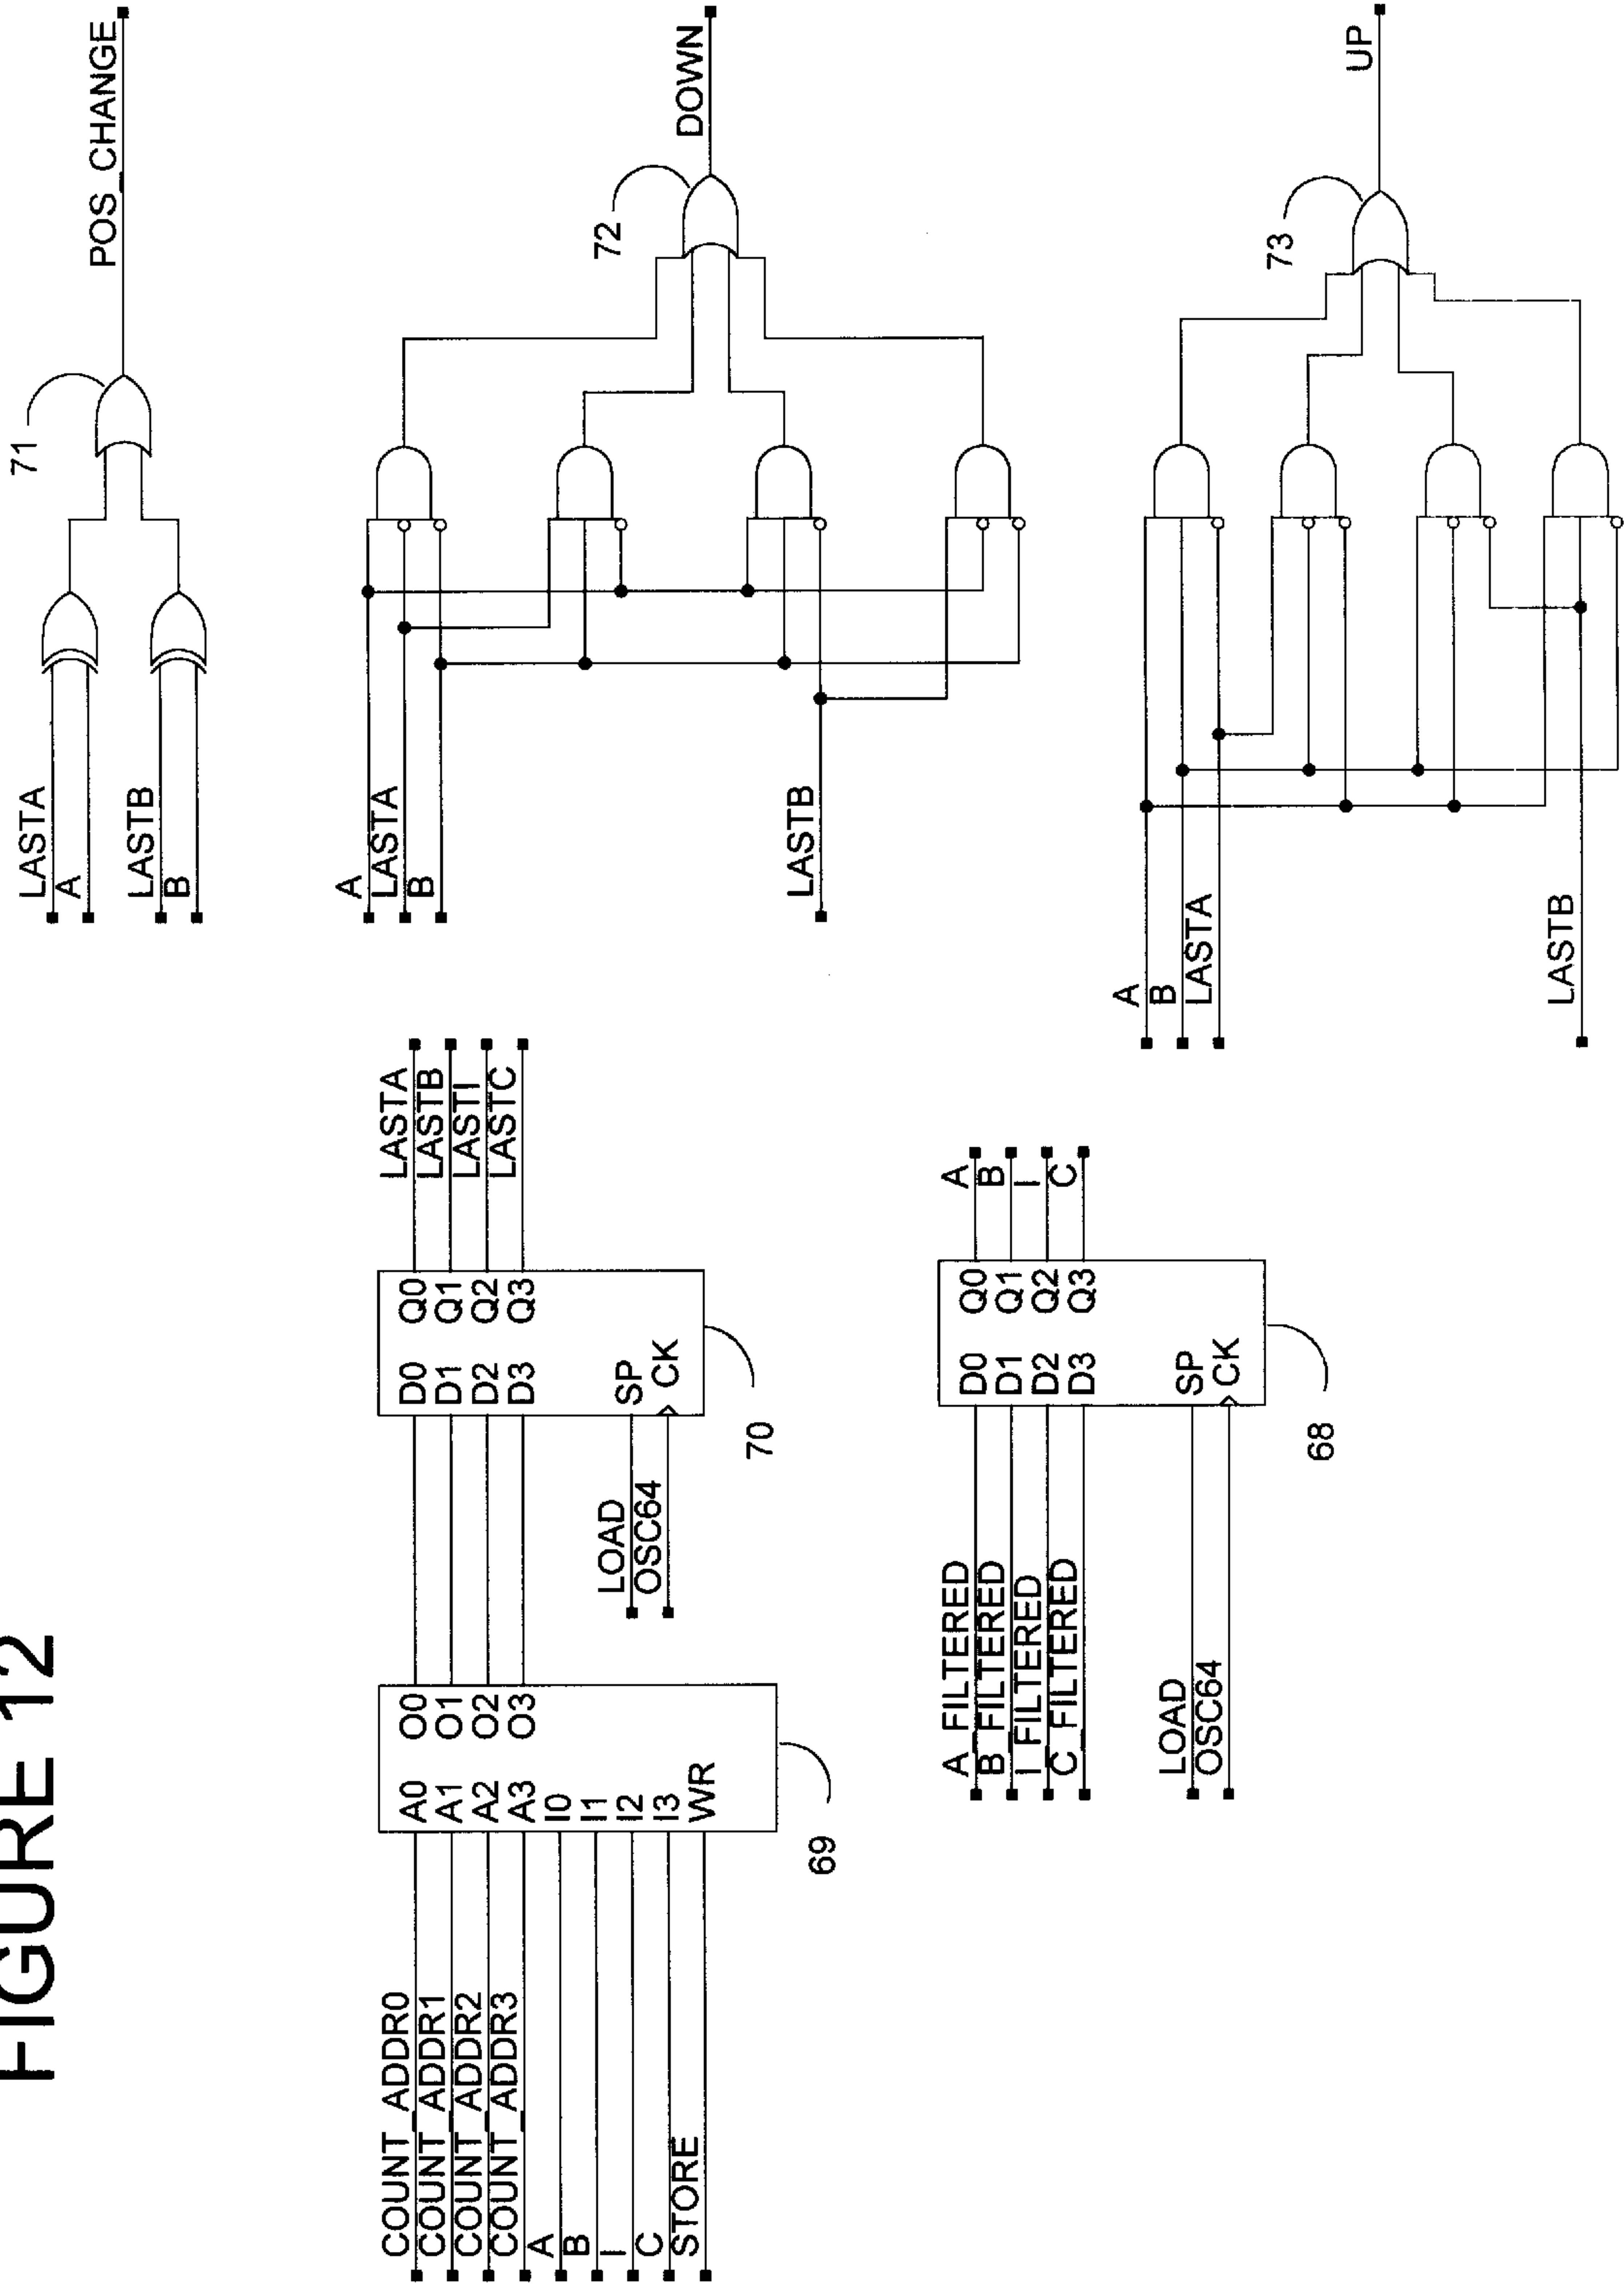 FIGURE 12
COUNT_ADDR0
COUNT_ADDR1
COUNT_ADDR2
COUNT_ADDR3
A
B
I
C
STORE
A0 O0
A1 O1
A2 O2
A3 O3
I0
I1
I2
I3
WR
69
LOAD
OSC64
D0 Q0
D1 Q1
D2 Q2
D3 Q3
SP
CK
70
LASTA
LASTB
LASTI
LASTC
A_FILTERED
B_FILTERED
I_FILTERED
C_FILTERED
LOAD
OSC64
D0 Q0
D1 Q1
D2 Q2
D3 Q3
SP
CK
68
A
B
I
C
LASTA
A
LASTB
B
71
POS_CHANGE
A
LASTA
B
LASTB
72
DOWN
A
B
LASTA
LASTB
73
UP